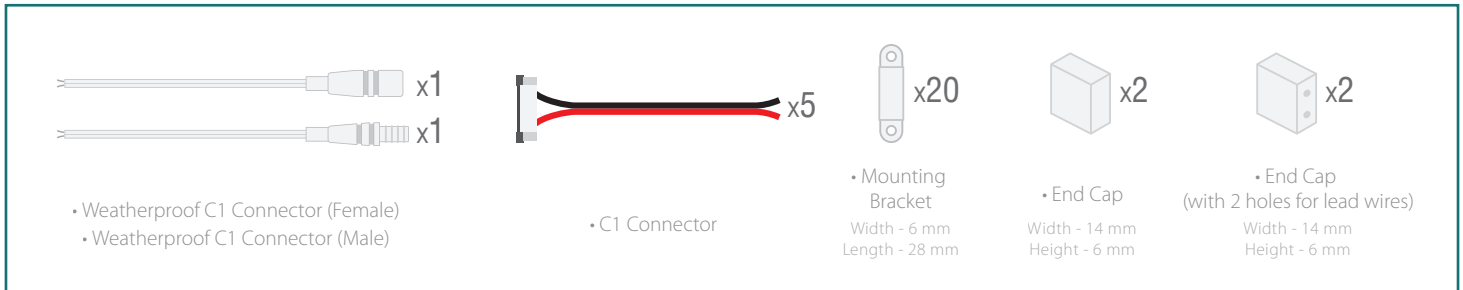 x1
x1
• Weatherproof C1 Connector (Female)
• Weatherproof C1 Connector (Male)
x5
• C1 Connector
x20
• Mounting
Bracket
Width - 6 mm
Length - 28 mm
x2
• End Cap
Width - 14 mm
Height - 6 mm
x2
• End Cap
(with 2 holes for lead wires)
Width - 14 mm
Height - 6 mm